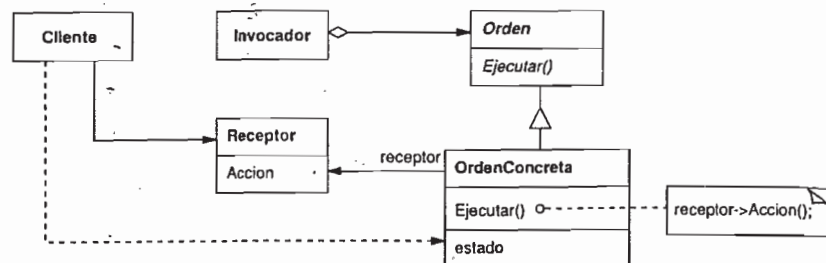 Cliente
Invocador
Orden
Ejecutar()
Receptor
Accion
receptor
OrdenConcreta
Ejecutar()
estado
receptor->Accion();